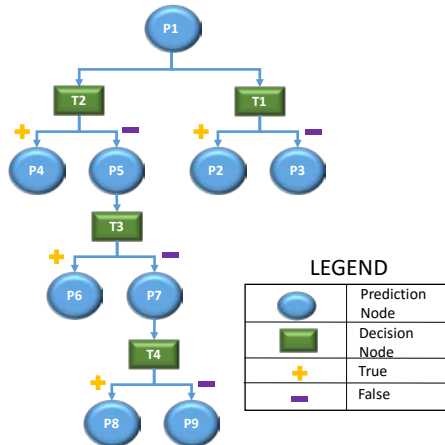 P1
T2
T1
P4
P5
P2
P3
T3
P6
P7
T4
P8
P9
LEGEND
Prediction
Node
Decision
Node
True
False